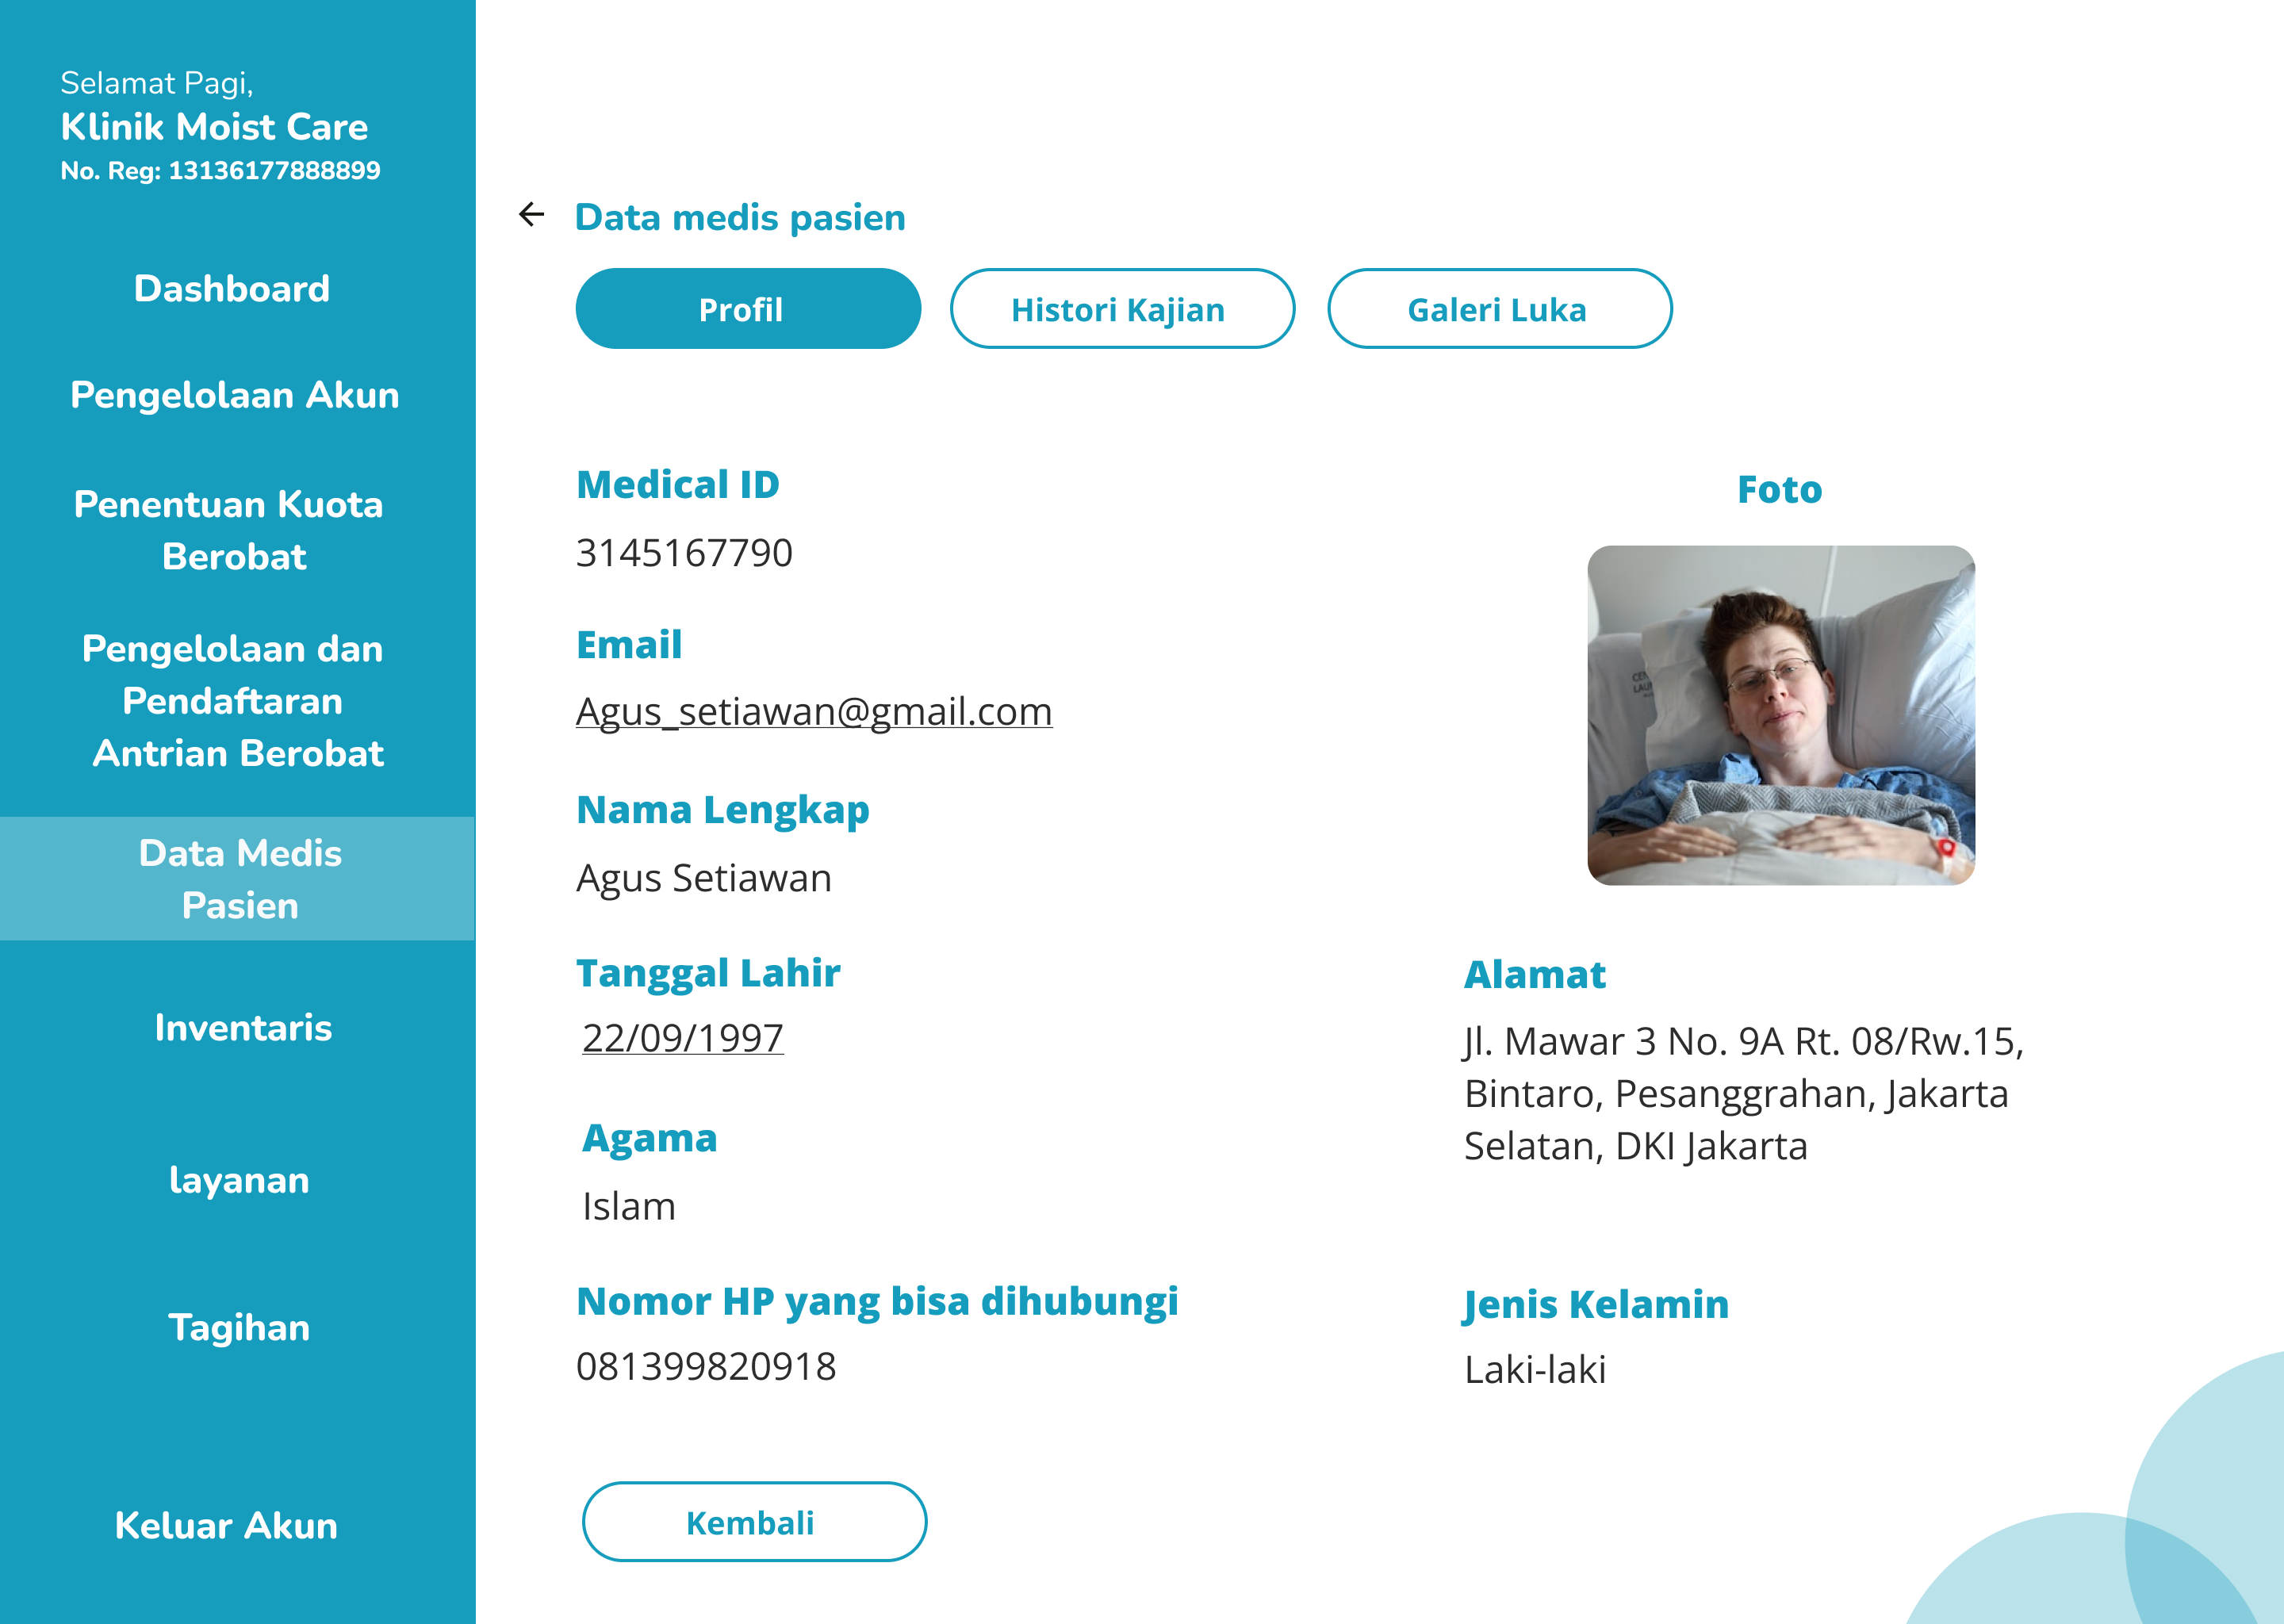 Selamat Pagi,
Klinik Moist Care
No. Reg: 13136177888899
Dashboard
Pengelolaan Akun
Penentuan Kuota
Berobat
Pengelolaan dan
Pendaftaran
Antrian Berobat
Data Medis
Pasien
Inventaris
layanan
Tagihan
Keluar Akun
Data medis pasien
Profil
Histori Kajian
Galeri Luka
Medical ID
3145167790
Email
Agus_setiawan@gmail.com
Nama Lengkap
Agus Setiawan
Tanggal Lahir
22/09/1997
Agama
Islam
Nomor HP yang bisa dihubungi
081399820918
Foto
Alamat
Jl. Mawar 3 No. 9A Rt. 08/Rw.15,
Bintaro, Pesanggrahan, Jakarta
Selatan, DKI Jakarta
Jenis Kelamin
Laki-laki
Kembali